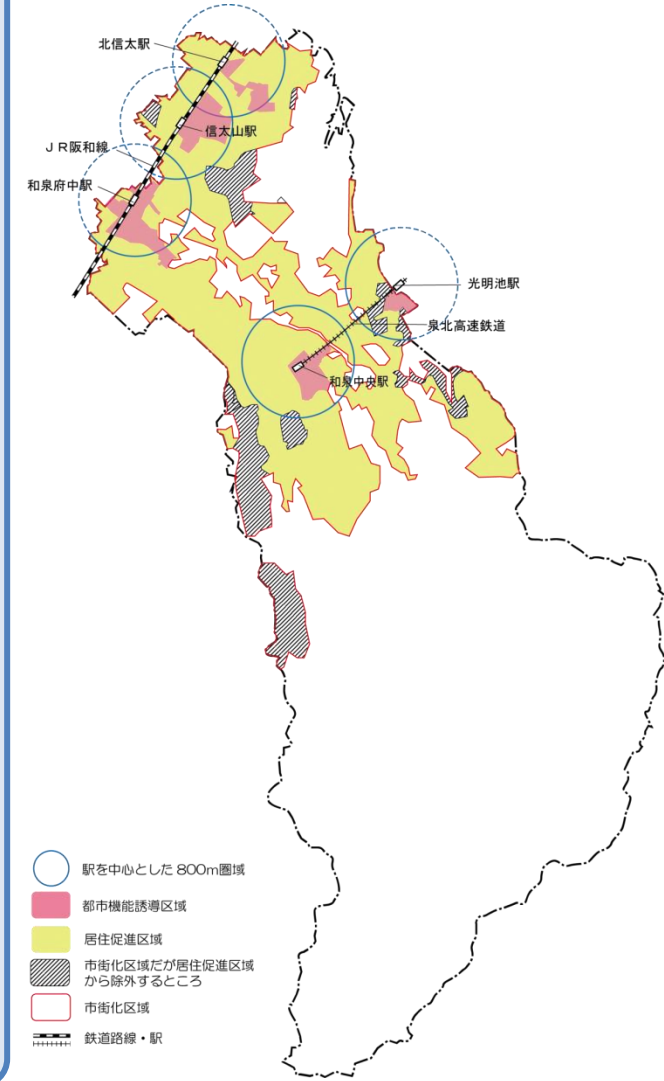 北信太駅
信太山駅
ＪＲ阪和線
和泉府中駅
光明池駅
泉北高速鉄道
和泉中央駅
駅を中心とした 800m圏域
都市機能誘導区域
居住促進区域
市街化区域だが居住促進区域
から除外するところ
市街化区域
鉄道路線・駅